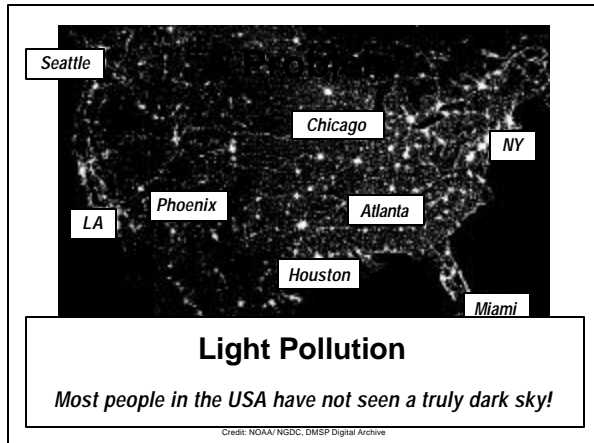 Seattle
Chicago
NY
Phoenix
Atlanta
LA
Houston
Miami
Light Pollution
Most people in the USA have not seen a truly dark sky!
Credit: NOAA/ NGDC, DMSP Digital Archive